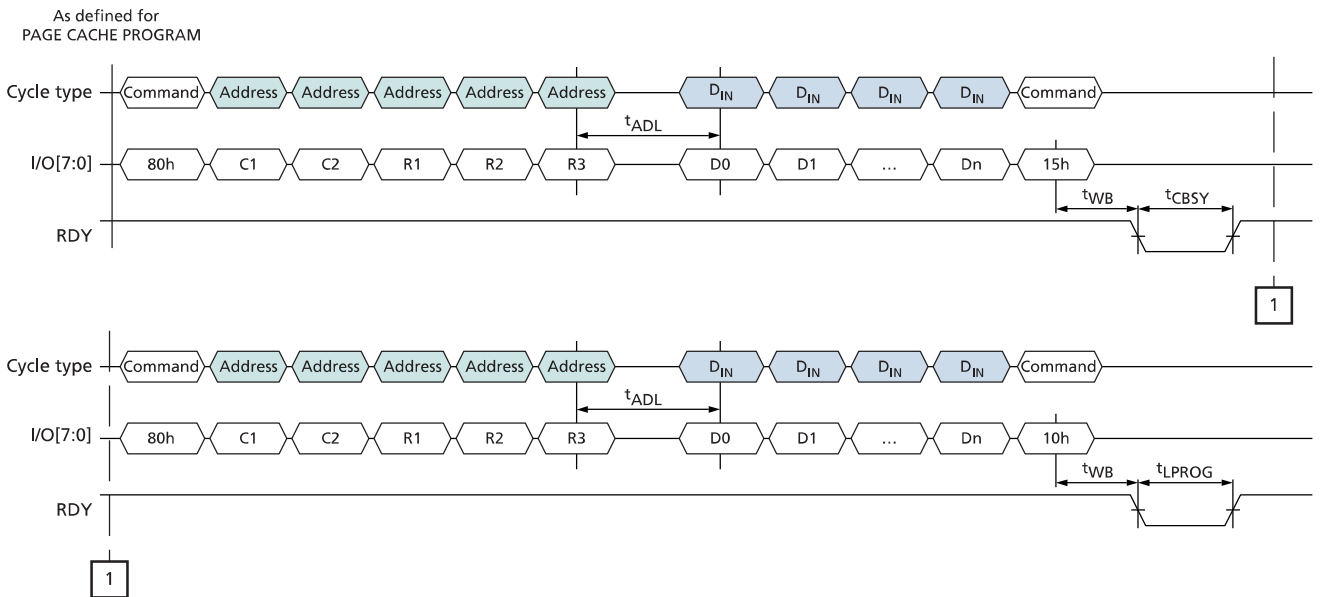 As defined for
PAGE CACHE PROGRAM
Cycle type Command Address Address Address Address Address DIN DIN DIN DIN Command
tADL
I/O[7:0] 80h C1 C2 R1 R2 R3 D0 D1 … Dn 15h
tWB tCBSY
RDY
1
Cycle type Command Address Address Address Address Address DIN DIN DIN DIN Command
tADL
I/O[7:0] 80h C1 C2 R1 R2 R3 D0 D1 … Dn 10h
tWB tLPROG
RDY
1